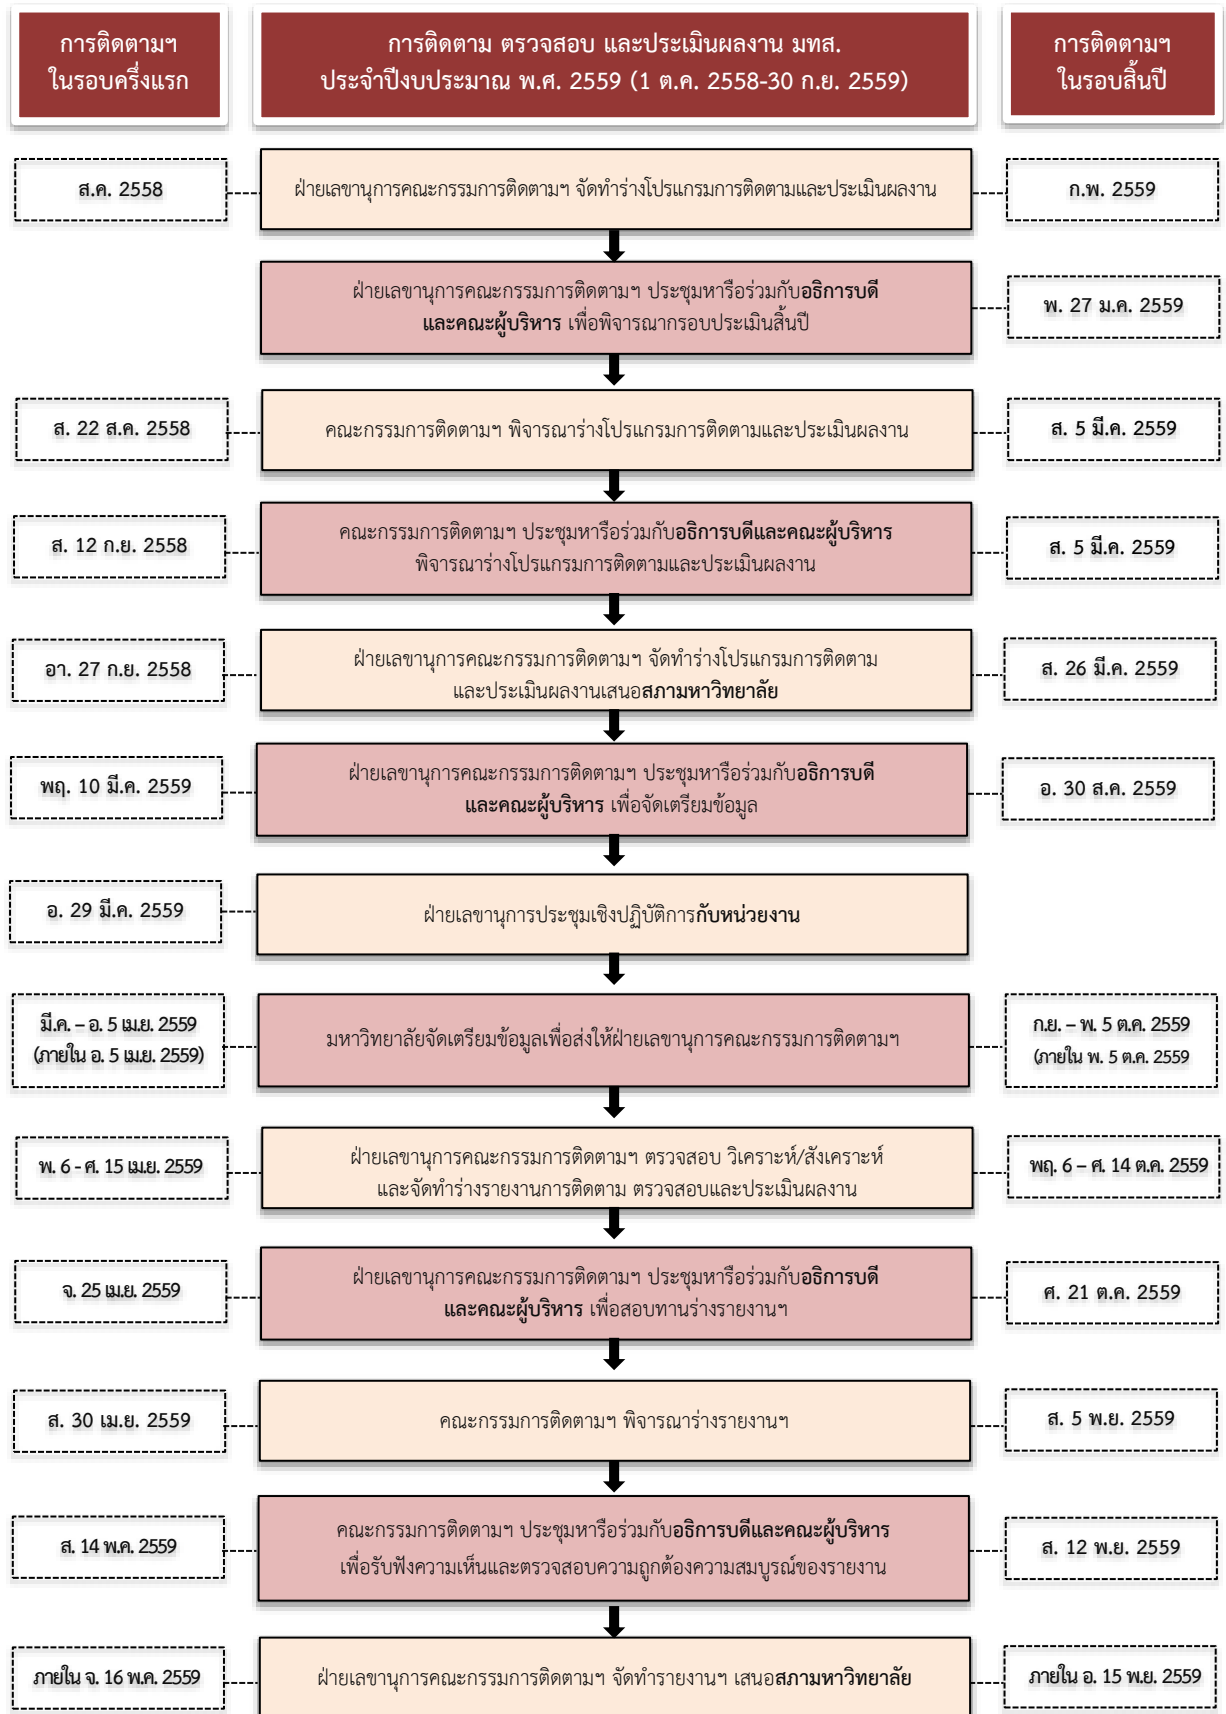 การติดตามฯ
ในรอบครึ่งแรก
การติดตาม ตรวจสอบ และประเมินผลงาน มทส.
ประจำปีงบประมาณ พ.ศ. 2559 (1 ต.ค. 2558-30 ก.ย. 2559)
การติดตามฯ
ในรอบสิ้นปี
ส.ค. 2558
ฝ่ายเลขานุการคณะกรรมการติดตามฯ จัดทำร่างโปรแกรมการติดตามและประเมินผลงาน
ก.พ. 2559
ฝ่ายเลขานุการคณะกรรมการติดตามฯ ประชุมหารือร่วมกับอธิการบดี
และคณะผู้บริหาร เพื่อพิจารณากรอบประเมินสิ้นปี
พ. 27 ม.ค. 2559
ส. 22 ส.ค. 2558
คณะกรรมการติดตามฯ พิจารณาร่างโปรแกรมการติดตามและประเมินผลงาน
ส. 5 มี.ค. 2559
ส. 12 ก.ย. 2558
คณะกรรมการติดตามฯ ประชุมหารือร่วมกับอธิการบดีและคณะผู้บริหาร
พิจารณาร่างโปรแกรมการติดตามและประเมินผลงาน
ส. 5 มี.ค. 2559
อา. 27 ก.ย. 2558
ฝ่ายเลขานุการคณะกรรมการติดตามฯ จัดทำร่างโปรแกรมการติดตาม
และประเมินผลงานเสนอสภามหาวิทยาลัย
ส. 26 มี.ค. 2559
พฤ. 10 มี.ค. 2559
ฝ่ายเลขานุการคณะกรรมการติดตามฯ ประชุมหารือร่วมกับอธิการบดี
และคณะผู้บริหาร เพื่อจัดเตรียมข้อมูล
อ. 30 ส.ค. 2559
อ. 29 มี.ค. 2559
ฝ่ายเลขานุการประชุมเชิงปฏิบัติการกับหน่วยงาน
มี.ค. – อ. 5 เม.ย. 2559
(ภายใน อ. 5 เม.ย. 2559)
มหาวิทยาลัยจัดเตรียมข้อมูลเพื่อส่งให้ฝ่ายเลขานุการคณะกรรมการติดตามฯ
ก.ย. – พ. 5 ต.ค. 2559
(ภายใน พ. 5 ต.ค. 2559
พ. 6 - ศ. 15 เม.ย. 2559
ฝ่ายเลขานุการคณะกรรมการติดตามฯ ตรวจสอบ วิเคราะห์/สังเคราะห์
และจัดทำร่างรายงานการติดตาม ตรวจสอบและประเมินผลงาน
พฤ. 6 – ศ. 14 ต.ค. 2559
จ. 25 เม.ย. 2559
ฝ่ายเลขานุการคณะกรรมการติดตามฯ ประชุมหารือร่วมกับอธิการบดี
และคณะผู้บริหาร เพื่อสอบทานร่างรายงานฯ
ศ. 21 ต.ค. 2559
ส. 30 เม.ย. 2559
คณะกรรมการติดตามฯ พิจารณาร่างรายงานฯ
ส. 5 พ.ย. 2559
ส. 14 พ.ค. 2559
คณะกรรมการติดตามฯ ประชุมหารือร่วมกับอธิการบดีและคณะผู้บริหาร
เพื่อรับฟังความเห็นและตรวจสอบความถูกต้องความสมบูรณ์ของรายงาน
ส. 12 พ.ย. 2559
ภายใน จ. 16 พ.ค. 2559
ฝ่ายเลขานุการคณะกรรมการติดตามฯ จัดทำรายงานฯ เสนอสภามหาวิทยาลัย
ภายใน อ. 15 พ.ย. 2559